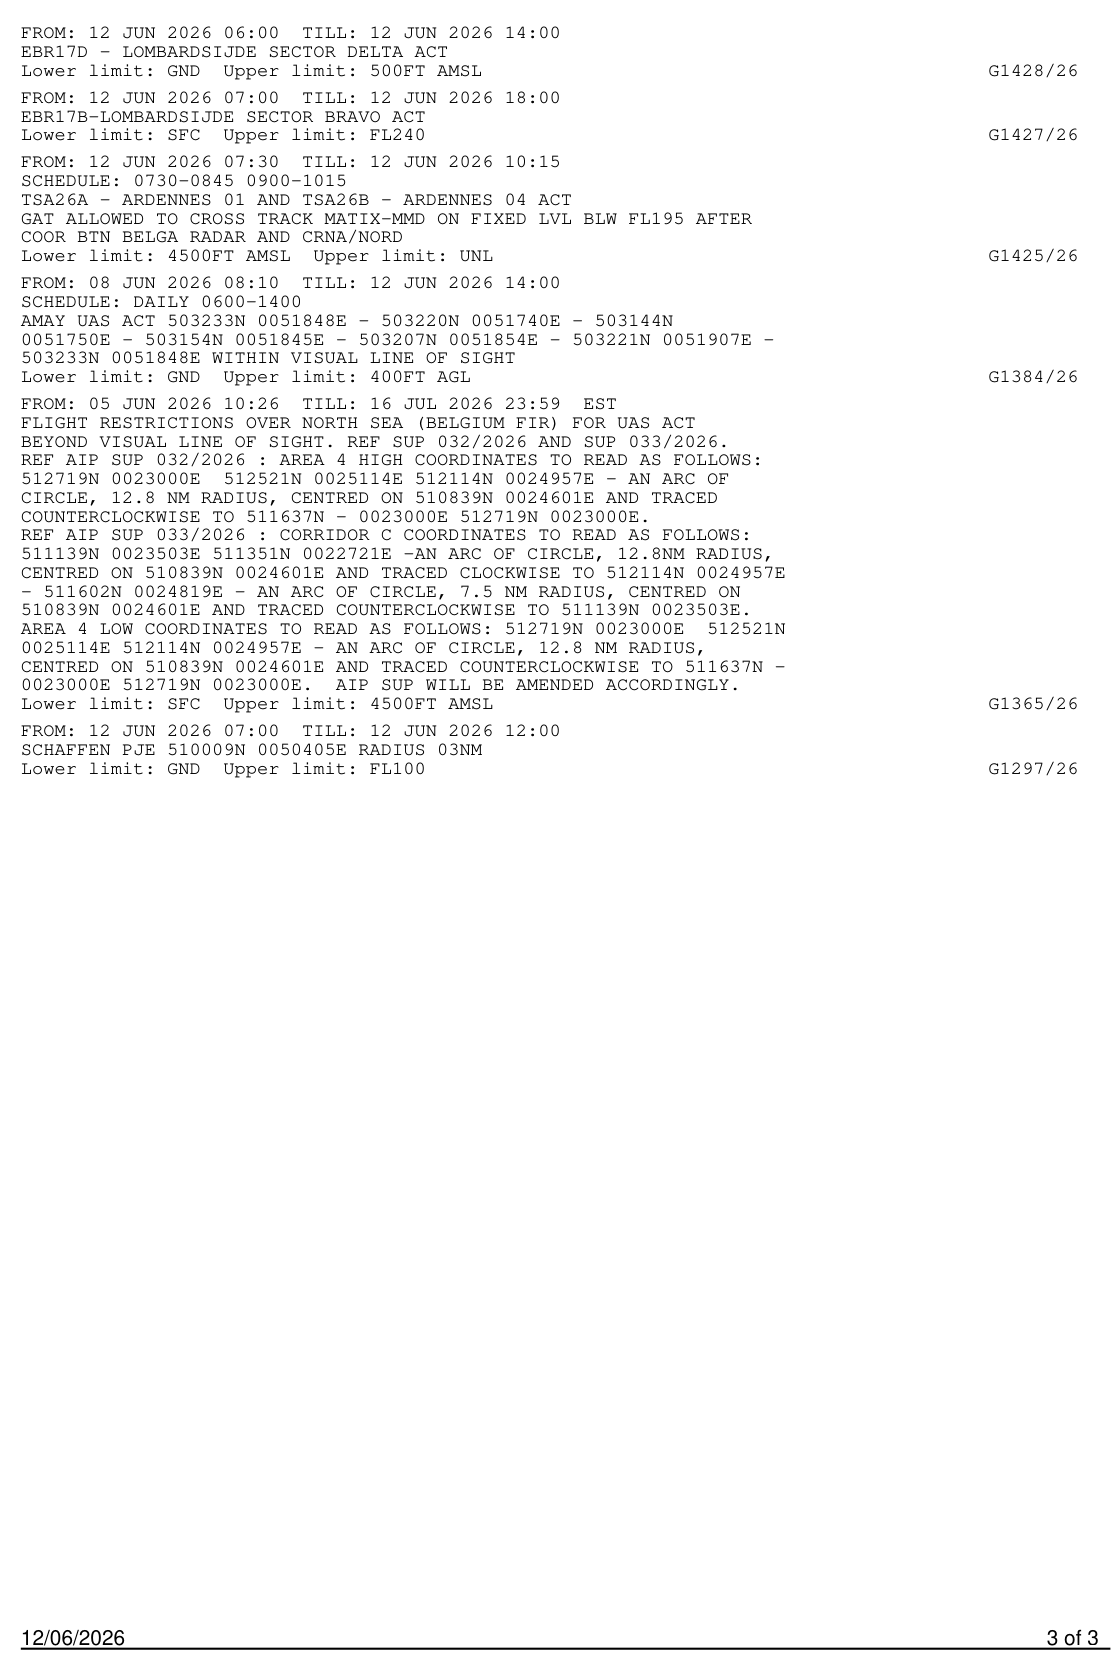 FROM: 12 JUN 2026 06:00  TILL: 12 JUN 2026 14:00
EBR17D - LOMBARDSIJDE SECTOR DELTA ACT
Lower limit: GND  Upper limit: 500FT AMSL G1428/26
FROM: 12 JUN 2026 07:00  TILL: 12 JUN 2026 18:00
EBR17B-LOMBARDSIJDE SECTOR BRAVO ACT
Lower limit: SFC  Upper limit: FL240 G1427/26
FROM: 12 JUN 2026 07:30  TILL: 12 JUN 2026 10:15
SCHEDULE: 0730-0845 0900-1015
TSA26A - ARDENNES 01 AND TSA26B - ARDENNES 04 ACT
GAT ALLOWED TO CROSS TRACK MATIX-MMD ON FIXED LVL BLW FL195 AFTER
COOR BTN BELGA RADAR AND CRNA/NORD
Lower limit: 4500FT AMSL  Upper limit: UNL G1425/26
FROM: 08 JUN 2026 08:10  TILL: 12 JUN 2026 14:00
SCHEDULE: DAILY 0600-1400
AMAY UAS ACT 503233N 0051848E - 503220N 0051740E - 503144N
0051750E - 503154N 0051845E - 503207N 0051854E - 503221N 0051907E -
503233N 0051848E WITHIN VISUAL LINE OF SIGHT
Lower limit: GND  Upper limit: 400FT AGL G1384/26
FROM: 05 JUN 2026 10:26  TILL: 16 JUL 2026 23:59  EST
FLIGHT RESTRICTIONS OVER NORTH SEA (BELGIUM FIR) FOR UAS ACT
BEYOND VISUAL LINE OF SIGHT. REF SUP 032/2026 AND SUP 033/2026.
REF AIP SUP 032/2026 : AREA 4 HIGH COORDINATES TO READ AS FOLLOWS:
512719N 0023000E  512521N 0025114E 512114N 0024957E - AN ARC OF
CIRCLE, 12.8 NM RADIUS, CENTRED ON 510839N 0024601E AND TRACED
COUNTERCLOCKWISE TO 511637N - 0023000E 512719N 0023000E.
REF AIP SUP 033/2026 : CORRIDOR C COORDINATES TO READ AS FOLLOWS:
511139N 0023503E 511351N 0022721E -AN ARC OF CIRCLE, 12.8NM RADIUS,
CENTRED ON 510839N 0024601E AND TRACED CLOCKWISE TO 512114N 0024957E
- 511602N 0024819E - AN ARC OF CIRCLE, 7.5 NM RADIUS, CENTRED ON
510839N 0024601E AND TRACED COUNTERCLOCKWISE TO 511139N 0023503E.
AREA 4 LOW COORDINATES TO READ AS FOLLOWS: 512719N 0023000E  512521N
0025114E 512114N 0024957E - AN ARC OF CIRCLE, 12.8 NM RADIUS,
CENTRED ON 510839N 0024601E AND TRACED COUNTERCLOCKWISE TO 511637N -
0023000E 512719N 0023000E.  AIP SUP WILL BE AMENDED ACCORDINGLY.
Lower limit: SFC  Upper limit: 4500FT AMSL G1365/26
FROM: 12 JUN 2026 07:00  TILL: 12 JUN 2026 12:00
SCHAFFEN PJE 510009N 0050405E RADIUS 03NM
Lower limit: GND  Upper limit: FL100 G1297/26
12/06/2026 3 of 3